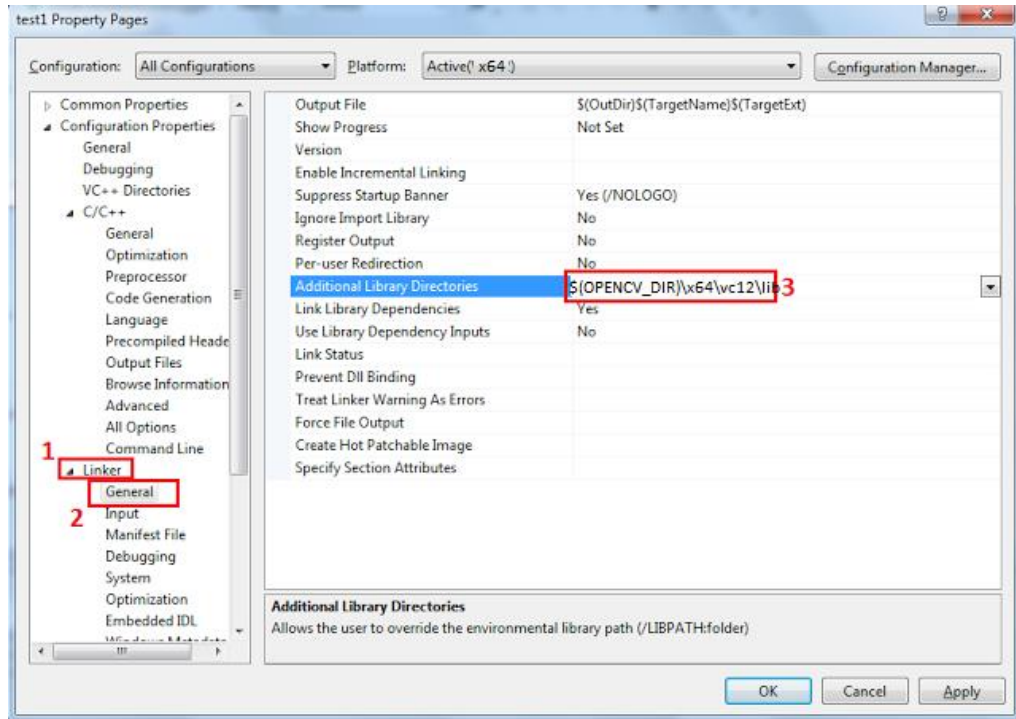 test1 Property Pages
Configuration: All Configurations Platform: Active(' x64 ') Configuration Manager...
Common Properties
Configuration Properties
General
Debugging
VC++ Directories
C/C++
General
Optimization
Preprocessor
Code Generation
Language
Precompiled Heade
Output Files
Browse Information
Advanced
All Options
Command Line
1
Linker
General
2
Input
Manifest File
Debugging
System
Optimization
Embedded IDL
Output File $(OutDir)$(TargetName)$(TargetExt)
Show Progress Not Set
Version
Enable Incremental Linking
Suppress Startup Banner Yes (/NOLOGO)
Ignore Import Library No
Register Output No
Per-user Redirection No
Additional Library Directories $(OPENCV_DIR)\x64\vc12\lib 3
Link Library Dependencies Yes
Use Library Dependency Inputs No
Link Status
Prevent Dll Binding
Treat Linker Warning As Errors
Force File Output
Create Hot Patchable Image
Specify Section Attributes
Additional Library Directories
Allows the user to override the environmental library path (/LIBPATH:folder)
OK Cancel Apply